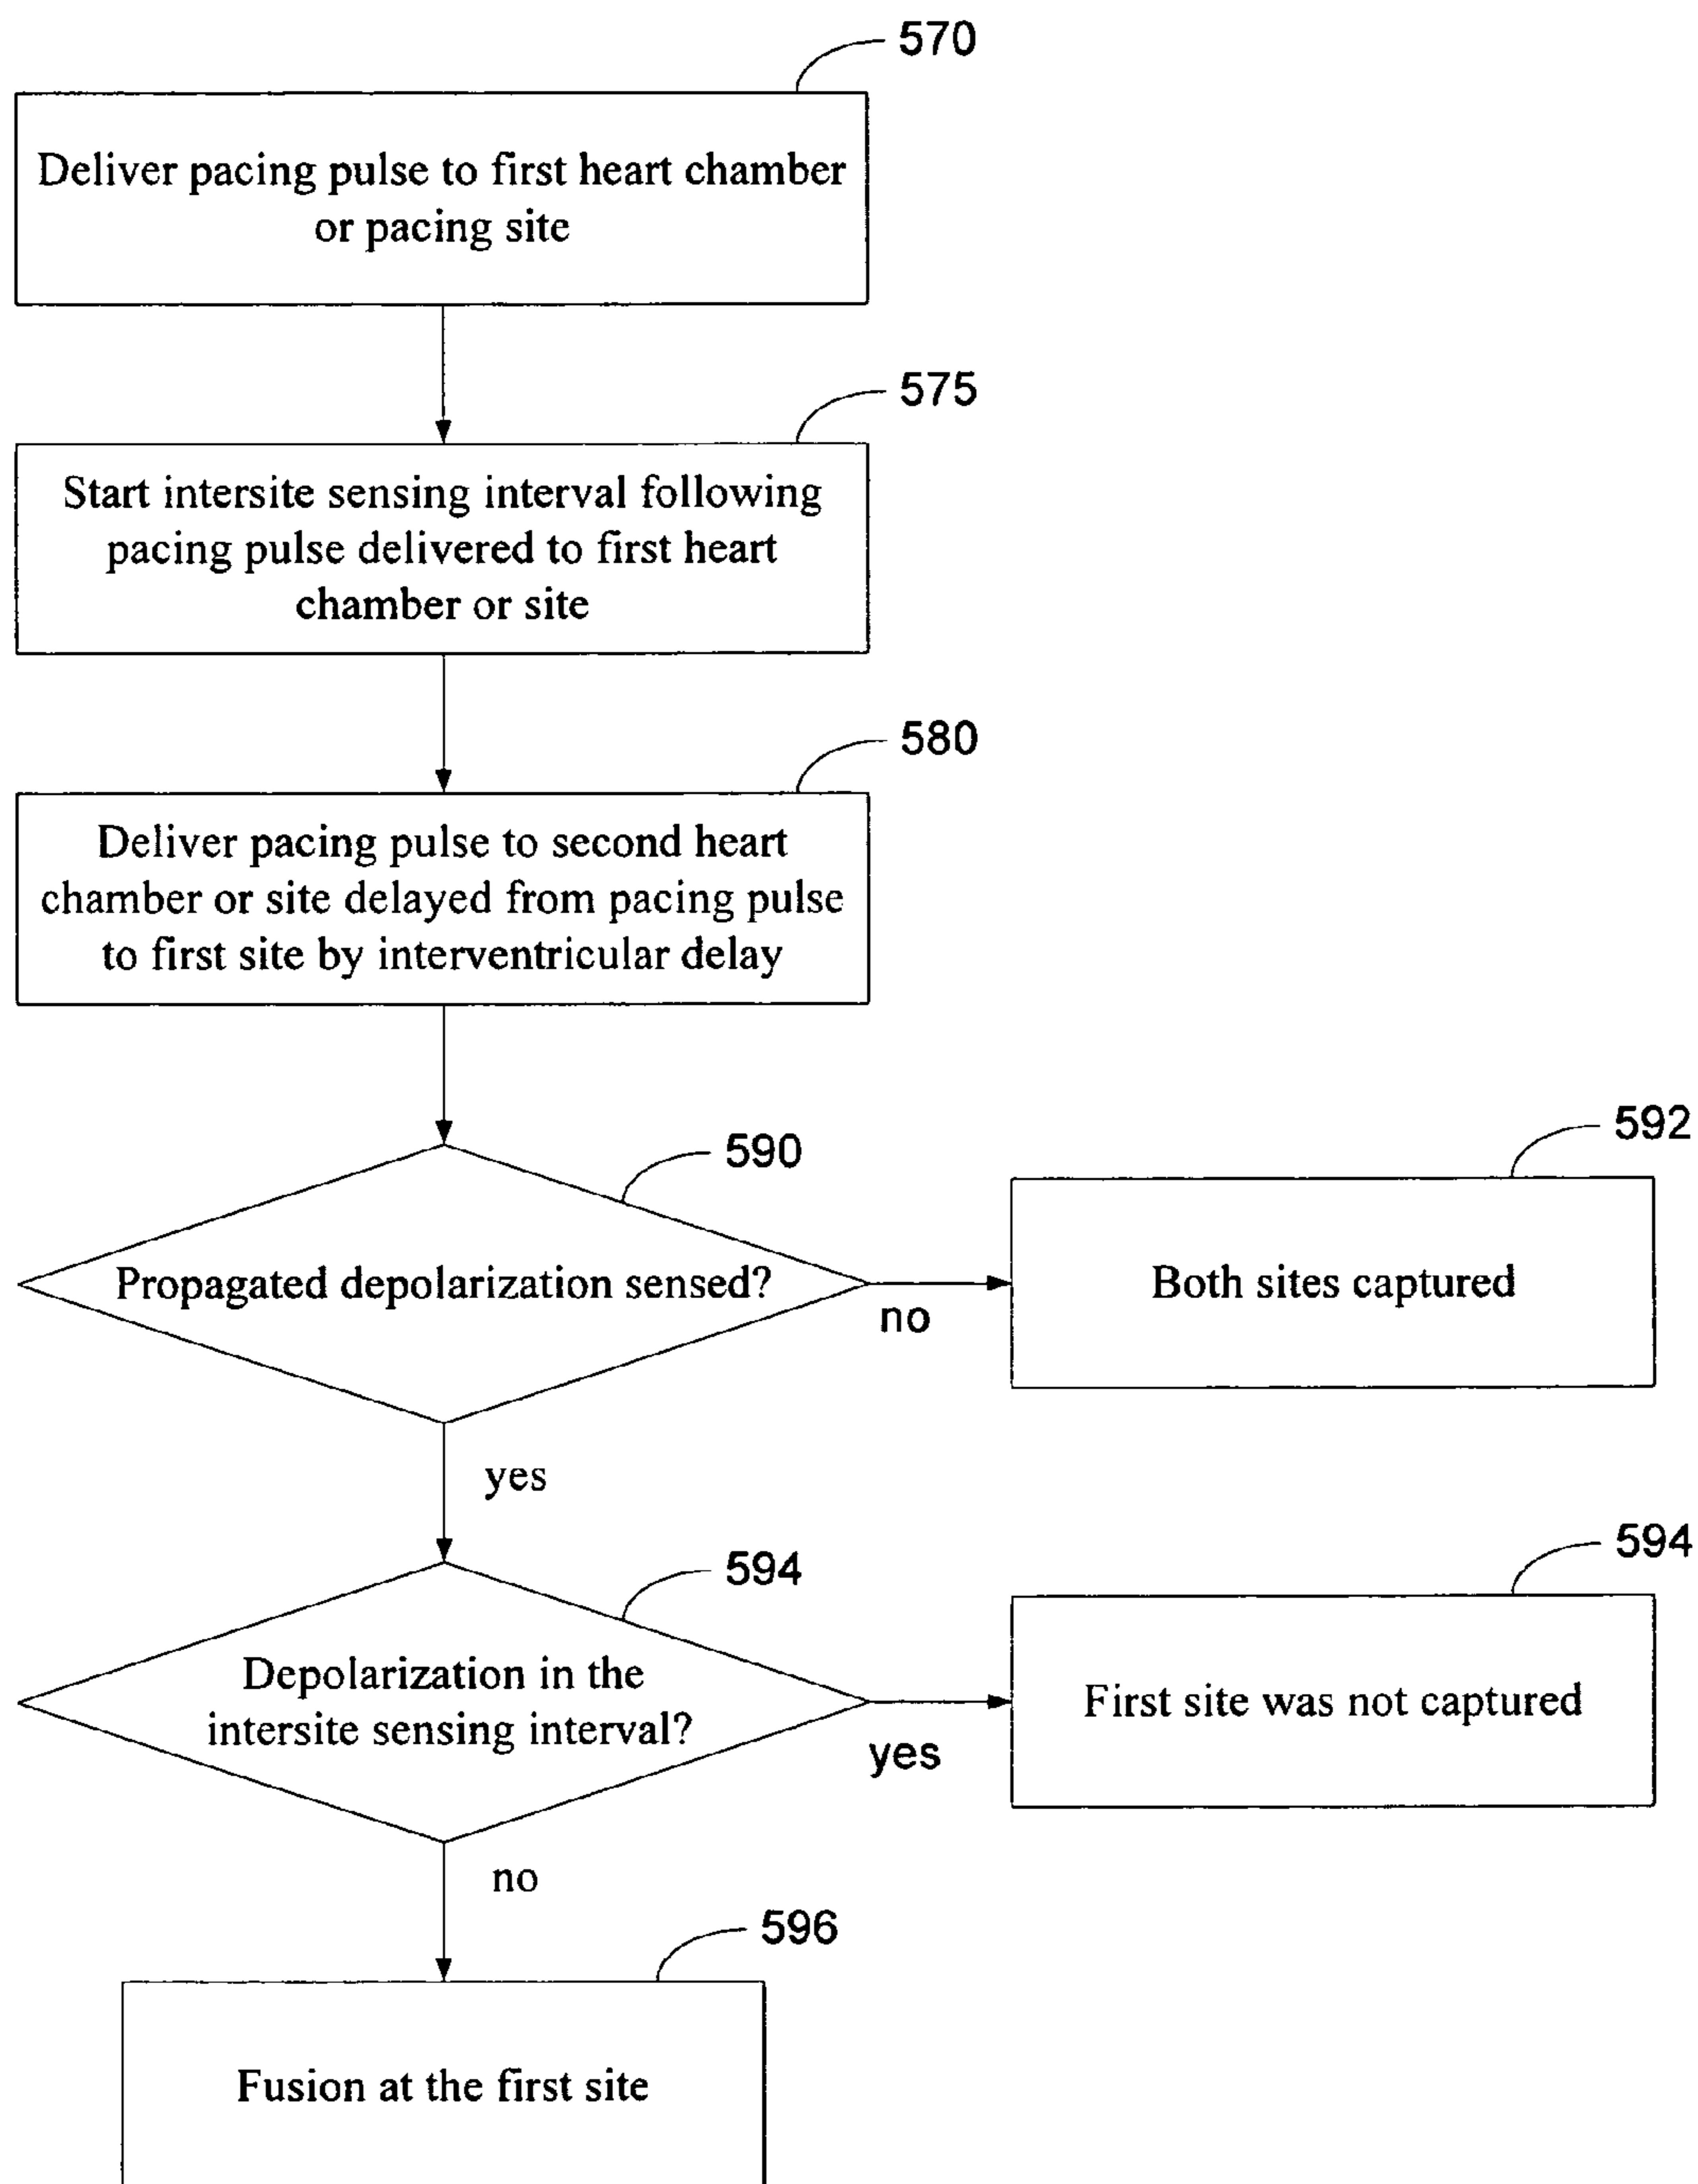 570
Deliver pacing pulse to first heart chamber
or pacing site
575
Start intersite sensing interval following
pacing pulse delivered to first heart
chamber or site
580
Deliver pacing pulse to second heart
chamber or site delayed from pacing pulse
to first site by interventricular delay
590
Propagated depolarization sensed?
no
592
Both sites captured
yes
594
Depolarization in the
intersite sensing interval?
yes
594
First site was not captured
no
596
Fusion at the first site